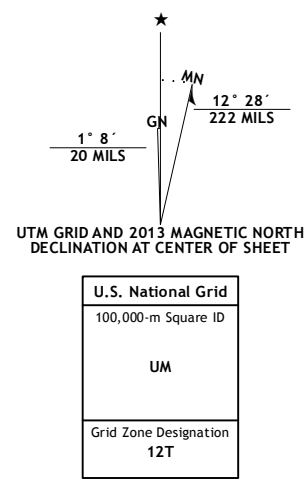 ★
MN
GN
12° 28´
222 MILS
1° 8´
20 MILS
UTM GRID AND 2013 MAGNETIC NORTH
DECLINATION AT CENTER OF SHEET
U.S. National Grid
100,000-m Square ID
UM
Grid Zone Designation
12T